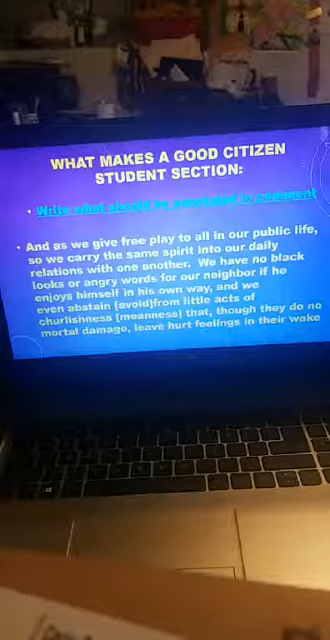 WHAT MAKES A GOOD CITIZEN
STUDENT SECTION:
• Write what should be annotated in comment
• And as we give free play to all in our public life,
so we carry the same spirit into our daily
relations with one another. We have no black
looks or angry words for our neighbor if he
enjoys himself in his own way, and we
even abstain [avoid]from little acts of
churlishness [meanness] that, though they do no
mortal damage, leave hurt feelings in their wake